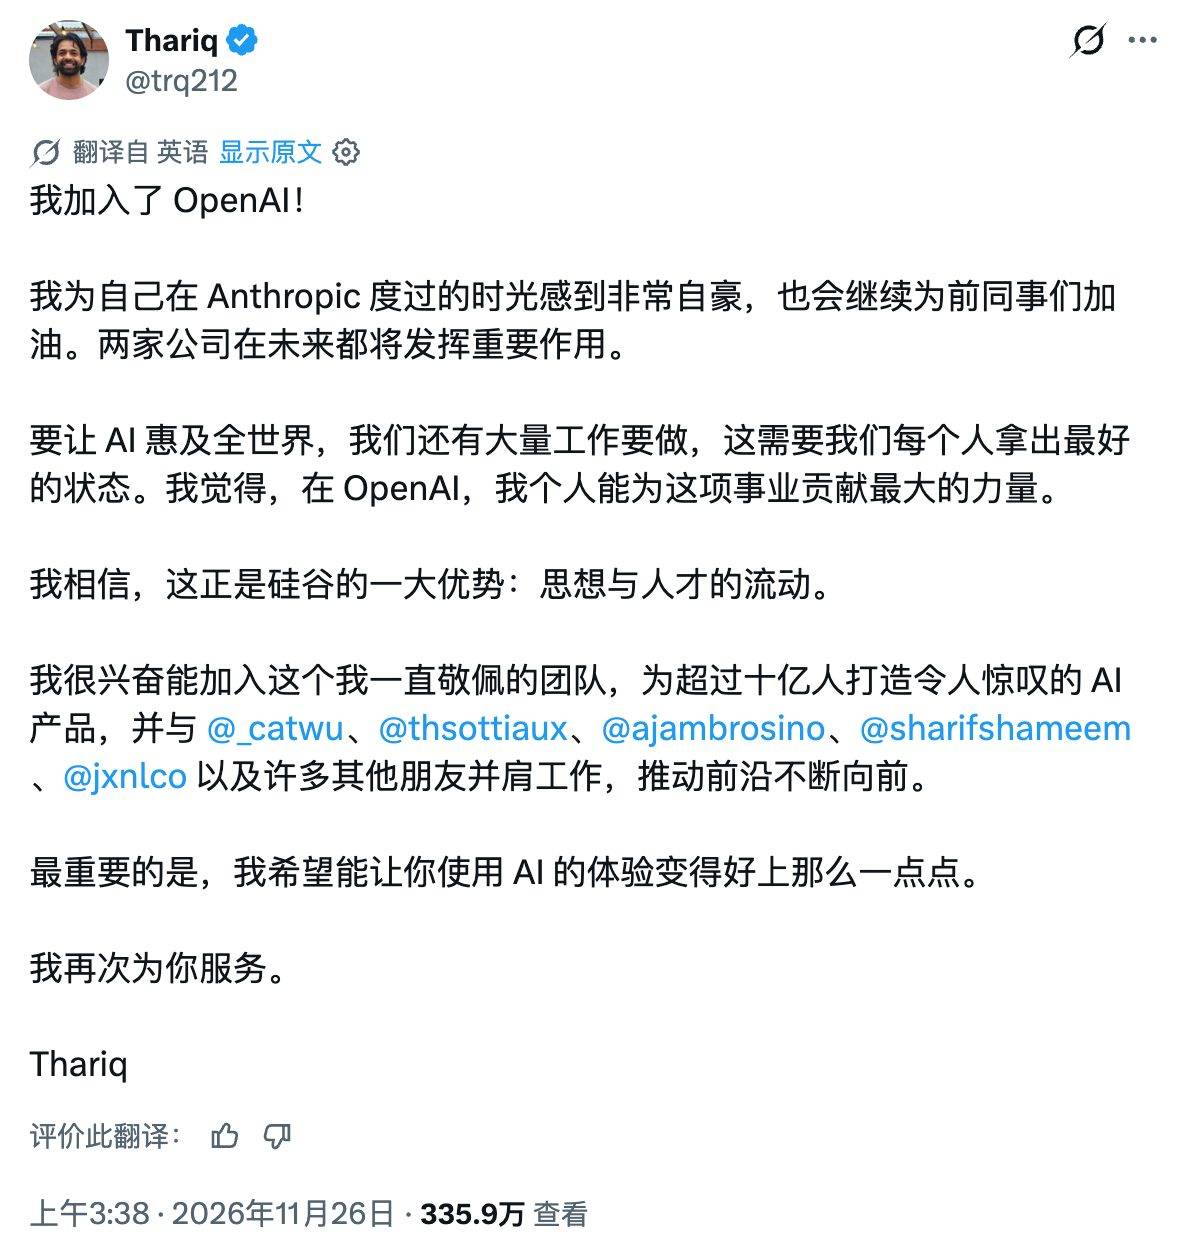 Thariq
@trq212
翻译自 英语 显示原文
我加入了 OpenAI！
我为自己在 Anthropic 度过的时光感到非常自豪，也会继续为前同事们加
油。两家公司在未来都将发挥重要作用。
要让 AI 惠及全世界，我们还有大量工作要做，这需要我们每个人拿出最好
的状态。我觉得，在 OpenAI，我个人能为这项事业贡献最大的力量。
我相信，这正是硅谷的一大优势：思想与人才的流动。
我很兴奋能加入这个我一直敬佩的团队，为超过十亿人打造令人惊叹的 AI
产品，并与 @_catwu、@thsottiaux、@ajambrosino、@sharifshameem
、@jxnlco 以及许多其他朋友并肩工作，推动前沿不断向前。
最重要的是，我希望能让你使用 AI 的体验变得好上那么一点点。
我再次为你服务。
Thariq
评价此翻译：
上午3:38 · 2026年11月26日 · 335.9万 查看